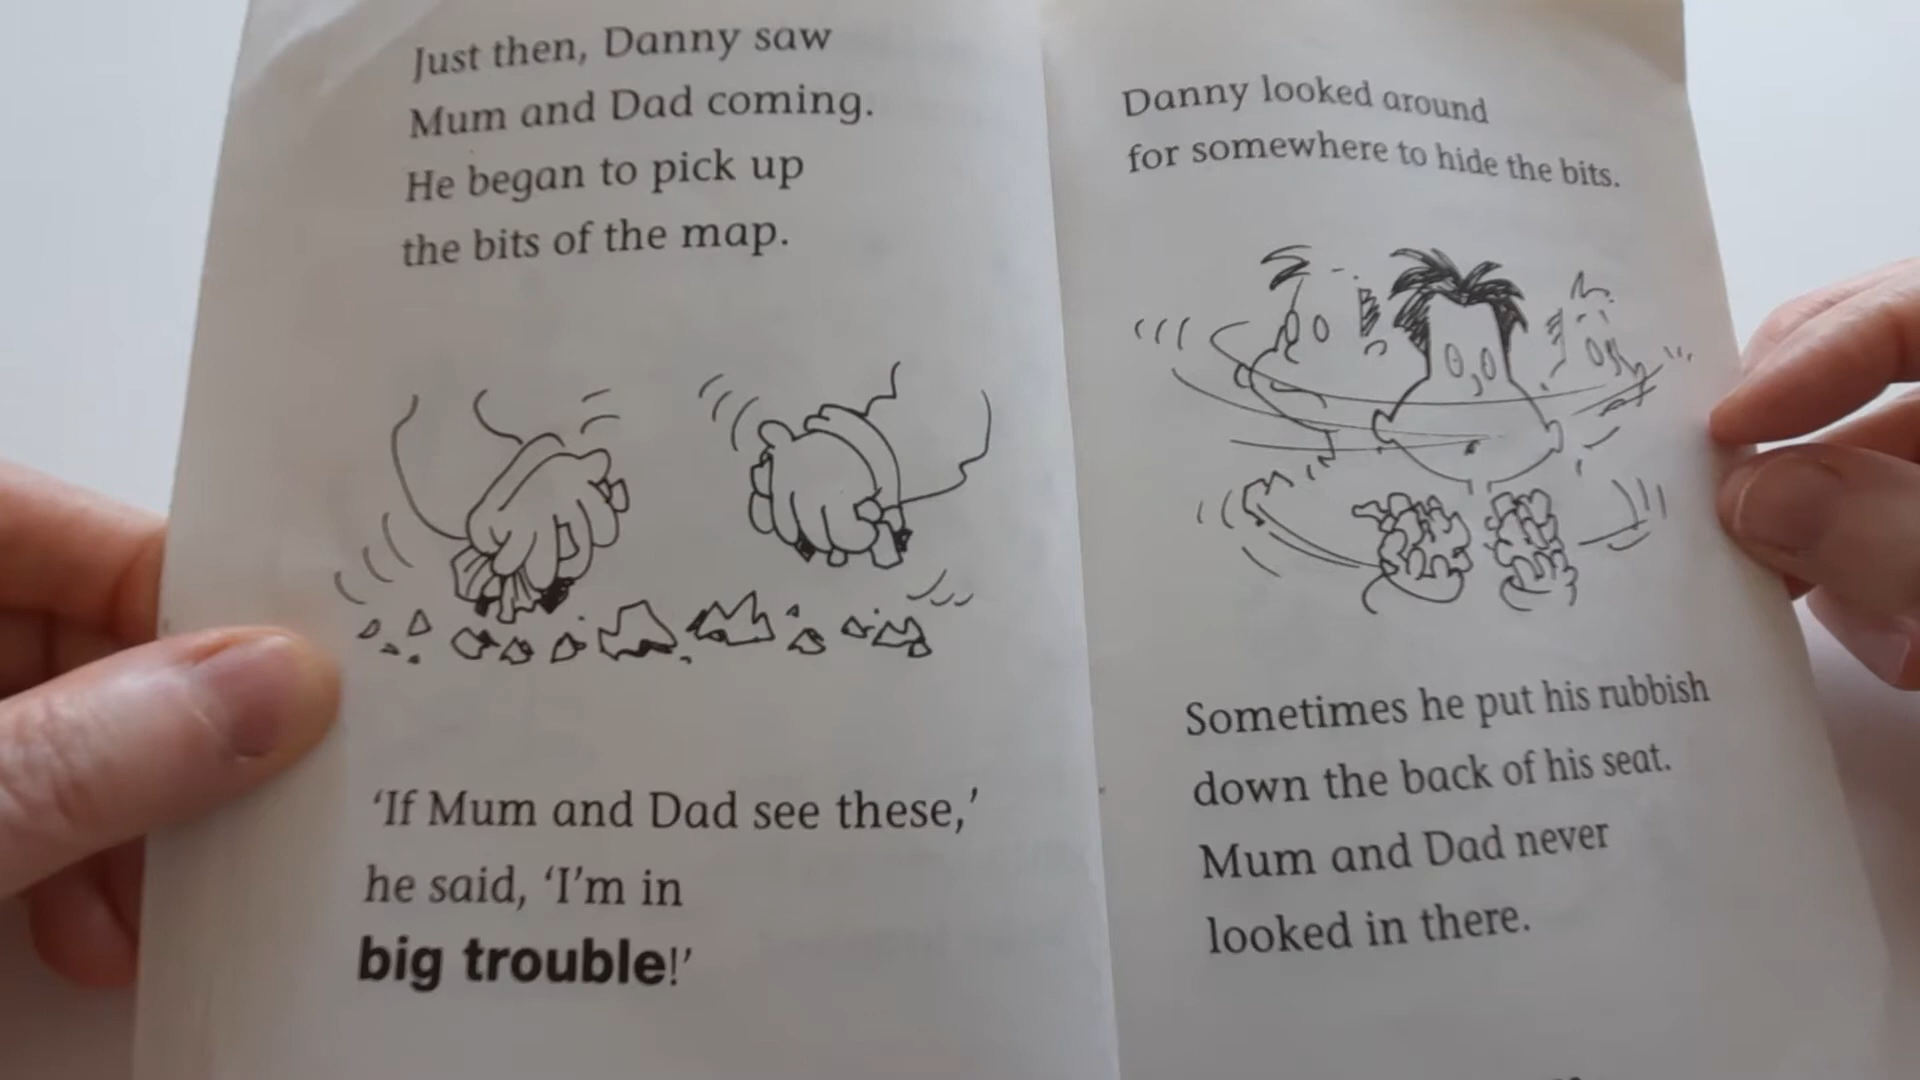 Just then, Danny saw
Mum and Dad coming.
He began to pick up
the bits of the map.
‘If Mum and Dad see these,’
he said, ‘I’m in
big trouble!’
Danny looked around
for somewhere to hide the bits.
Sometimes he put his rubbish
down the back of his seat.
Mum and Dad never
looked in there.